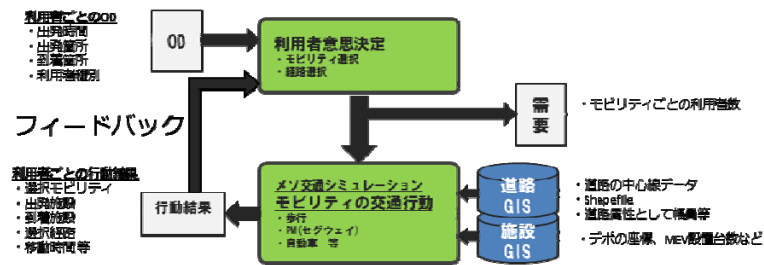 利用者ごとのOD
・出発時間
・出発箇所
・到着箇所
・利用者種別
OD
利用者意思決定
・モビリティ選択
・経路選択
需要
・モビリティごとの利用者数
フィードバック
利用者ごとの行動結果
・選択モビリティ
・出発施設
・到着施設
・選択経路
・移動時間等
行動結果
メソ交通シミュレーション
モビリティの交通行動
・歩行
・PM(セグウェイ)
・自動車 等
道路
GIS
施設
GIS
・道路の中心線データ
・Shapefile
・道路属性として幅員等
・デポの座標、MEV設置台数など